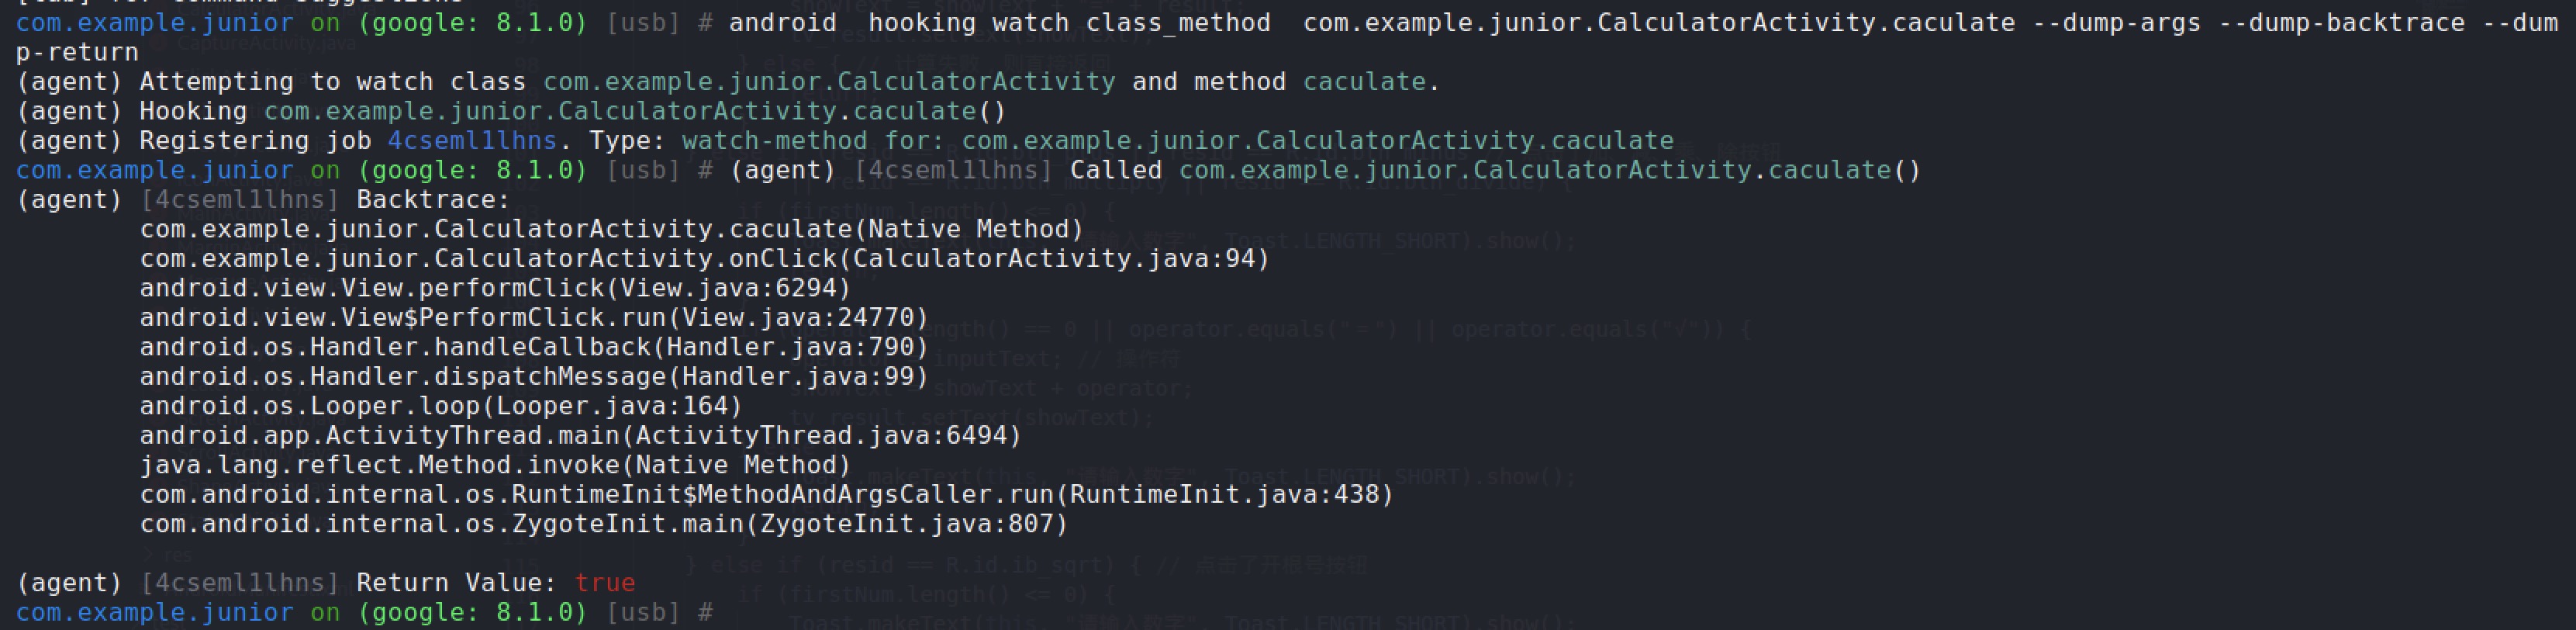 com.example.junior on (google: 8.1.0) [usb] # android  hooking watch class_method  com.example.junior.CalculatorActivity.caculate --dump-args --dump-backtrace --dum
p-return
(agent) Attempting to watch class com.example.junior.CalculatorActivity and method caculate.
(agent) Hooking com.example.junior.CalculatorActivity.caculate()
(agent) Registering job 4cseml1lhns. Type: watch-method for: com.example.junior.CalculatorActivity.caculate
com.example.junior on (google: 8.1.0) [usb] # (agent) [4cseml1lhns] Called com.example.junior.CalculatorActivity.caculate()
(agent) [4cseml1lhns] Backtrace:
com.example.junior.CalculatorActivity.caculate(Native Method)
com.example.junior.CalculatorActivity.onClick(CalculatorActivity.java:94)
android.view.View.performClick(View.java:6294)
android.view.View$PerformClick.run(View.java:24770)
android.os.Handler.handleCallback(Handler.java:790)
android.os.Handler.dispatchMessage(Handler.java:99)
android.os.Looper.loop(Looper.java:164)
android.app.ActivityThread.main(ActivityThread.java:6494)
java.lang.reflect.Method.invoke(Native Method)
com.android.internal.os.RuntimeInit$MethodAndArgsCaller.run(RuntimeInit.java:438)
com.android.internal.os.ZygoteInit.main(ZygoteInit.java:807)
(agent) [4cseml1lhns] Return Value: true
com.example.junior on (google: 8.1.0) [usb] #